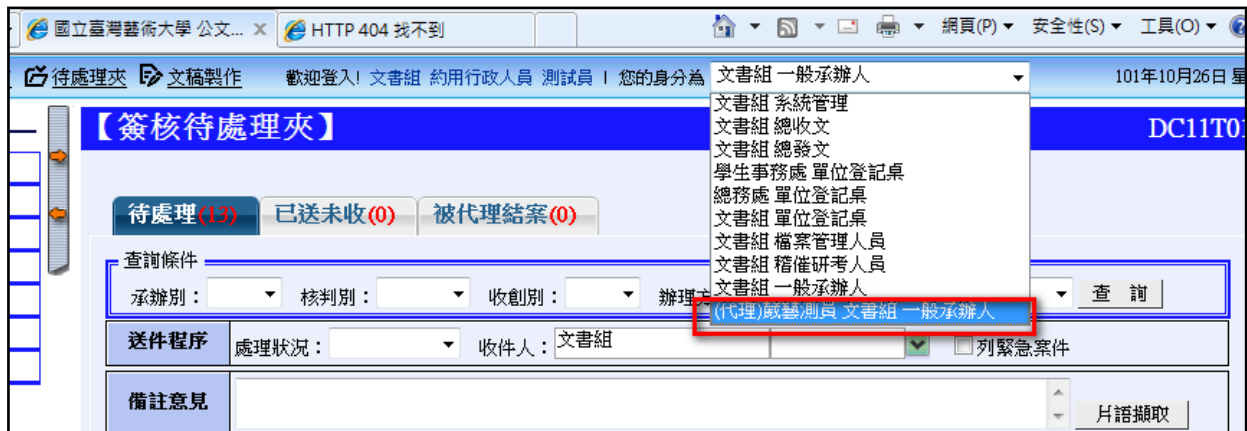 國立臺灣藝術大學 公文... x HTTP 404 找不到 網頁(P) 安全性(S) 工具(O)
待處理夾 文稿製作 歡迎登入! 文書組 約用行政人員 測試員 | 您的身分為 文書組 一般承辦人 101年10月26日 星
文書組 系統管理
【簽核待處理夾】 文書組 總收文 DC11T01
文書組 總發文
學生事務處 單位登記桌
總務處 單位登記桌
待處理(13) 已送未收(0) 被代理結案(0) 文書組 單位登記桌
文書組 檔案管理人員
查詢條件 文書組 稽催研考人員
承辦別: 核判別: 收創別: 辦理 文書組 一般承辦人 查 詢
(代理)戲藝測員 文書組 一般承辦人
送件程序 處理狀況: 收件人: 文書組 列緊急案件
備註意見 片語擷取